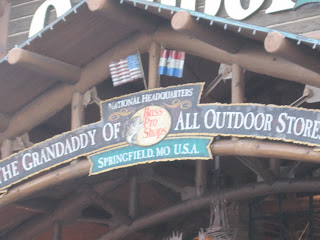 NATIONAL HEADQUARTERS
THE GRANDADDY OF Bass Pro Shops ALL OUTDOOR STORES
SPRINGFIELD, MO U.S.A.